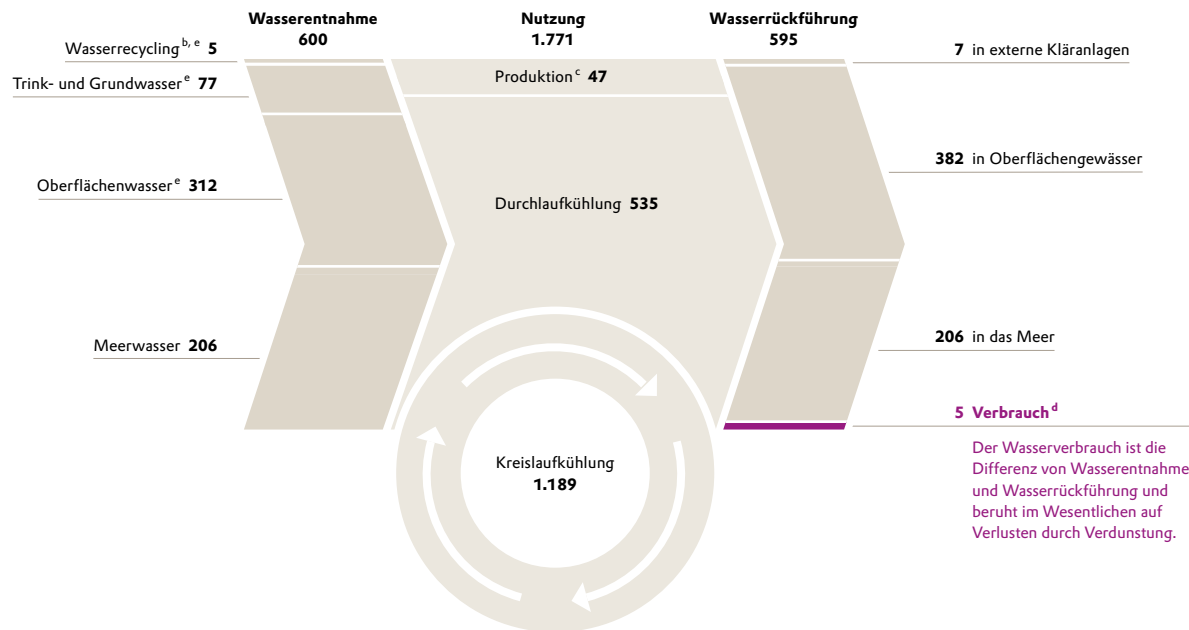 Wasserentnahme
600
Wasserrecycling b, e 5
Trink- und Grundwasser e 77
Oberflächenwasser e 312
Meerwasser 206
Nutzung
1.771
Produktion c 47
Durchlaufkühlung 535
Kreislaufkühlung
1.189
Wasserrückführung
595
7 in externe Kläranlagen
382 in Oberflächengewässer
206 in das Meer
5 Verbrauch d
Der Wasserverbrauch ist die
Differenz von Wasserentnahme
und Wasserrückführung und
beruht im Wesentlichen auf
Verlusten durch Verdunstung.